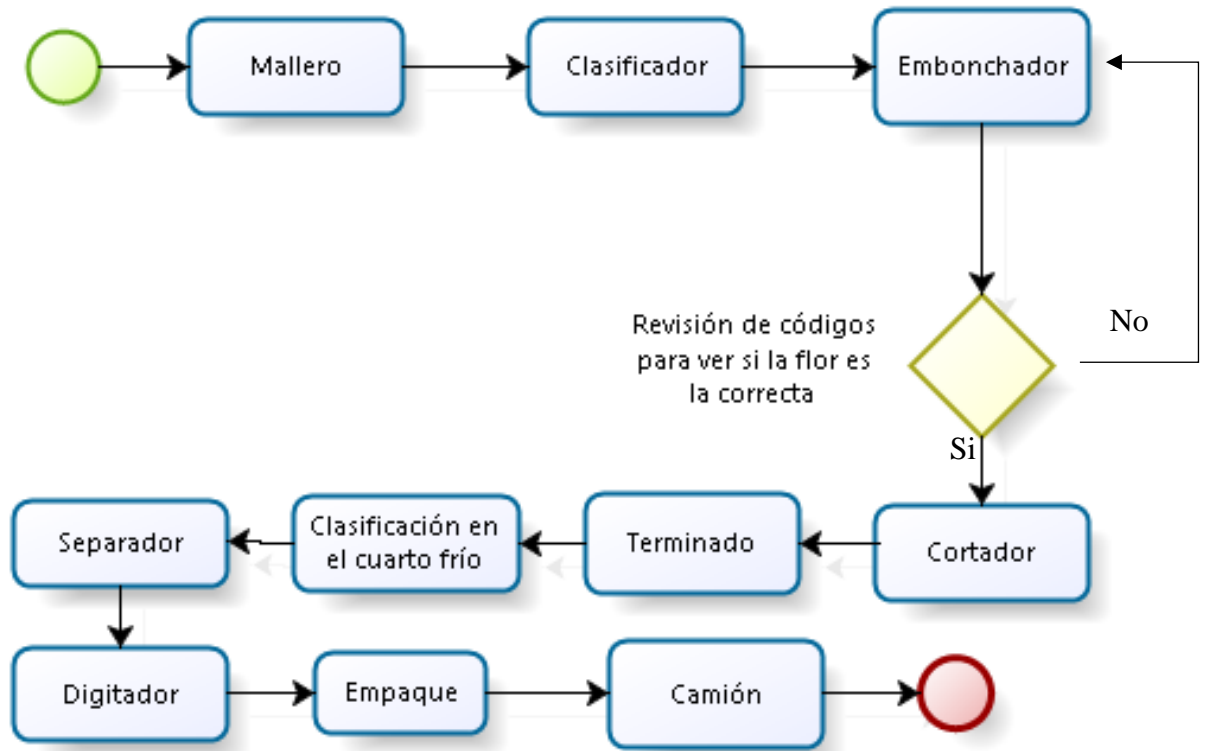 Mallero
Clasificador
Embonchador
Revisión de códigos
para ver si la flor es
la correcta
No
Si
Cortador
Terminado
Clasificación en
el cuarto frío
Separador
Digitador
Empaque
Camión